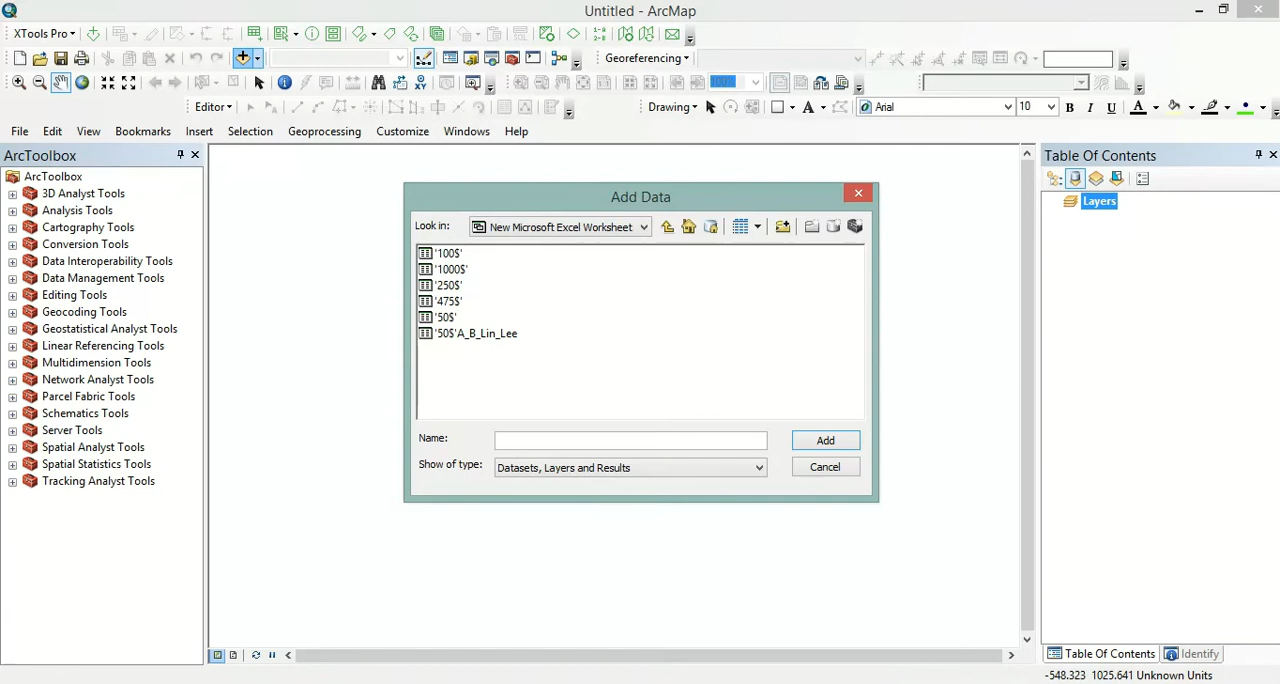 Untitled - ArcMap
XTools Pro
Georeferencing
100%
Editor
Drawing
Arial
10
B I U A
File Edit View Bookmarks Insert Selection Geoprocessing Customize Windows Help
ArcToolbox
ArcToolbox
3D Analyst Tools
Analysis Tools
Cartography Tools
Conversion Tools
Data Interoperability Tools
Data Management Tools
Editing Tools
Geocoding Tools
Geostatistical Analyst Tools
Linear Referencing Tools
Multidimension Tools
Network Analyst Tools
Parcel Fabric Tools
Schematics Tools
Server Tools
Spatial Analyst Tools
Spatial Statistics Tools
Tracking Analyst Tools
Add Data
Look in: New Microsoft Excel Worksheet
'100$'
'1000$'
'250$'
'475$'
'50$'
'50$'A_B_Lin_Lee
Name:
Add
Show of type: Datasets, Layers and Results
Cancel
Table Of Contents
Layers
Table Of Contents Identify
-548.323 1025.641 Unknown Units